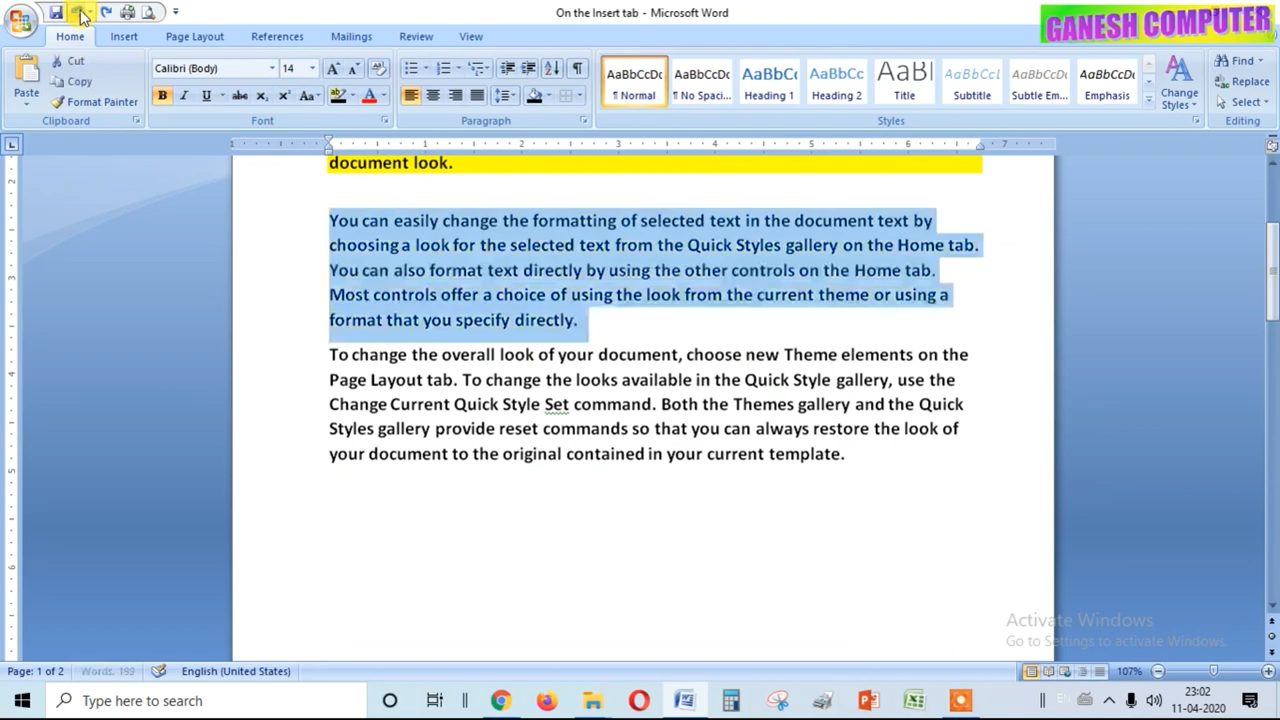 On the Insert tab - Microsoft Word
GANESH COMPUTER
Home Insert Page Layout References Mailings Review View
Paste
Cut
Copy
Format Painter
Clipboard
Calibri (Body) 14
Font
Paragraph
AaBbCcDc AaBbCcDc AaBbCc AaBbCc AaBl AaBbCcL AaBbCcDc AaBbCcDc
¶ Normal ¶ No Spaci... Heading 1 Heading 2 Title Subtitle Subtle Em... Emphasis
Change Styles
Styles
Find
Replace
Select
Editing
1 1 2 3 4 5 6 7
document look.
You can easily change the formatting of selected text in the document text by
choosing a look for the selected text from the Quick Styles gallery on the Home tab.
You can also format text directly by using the other controls on the Home tab.
Most controls offer a choice of using the look from the current theme or using a
format that you specify directly.
To change the overall look of your document, choose new Theme elements on the
Page Layout tab. To change the looks available in the Quick Style gallery, use the
Change Current Quick Style Set command. Both the Themes gallery and the Quick
Styles gallery provide reset commands so that you can always restore the look of
your document to the original contained in your current template.
Activate Windows
Go to Settings to activate Windows.
Page: 1 of 2 Words: 193 English (United States) 107%
Type here to search
23:02
11-04-2020